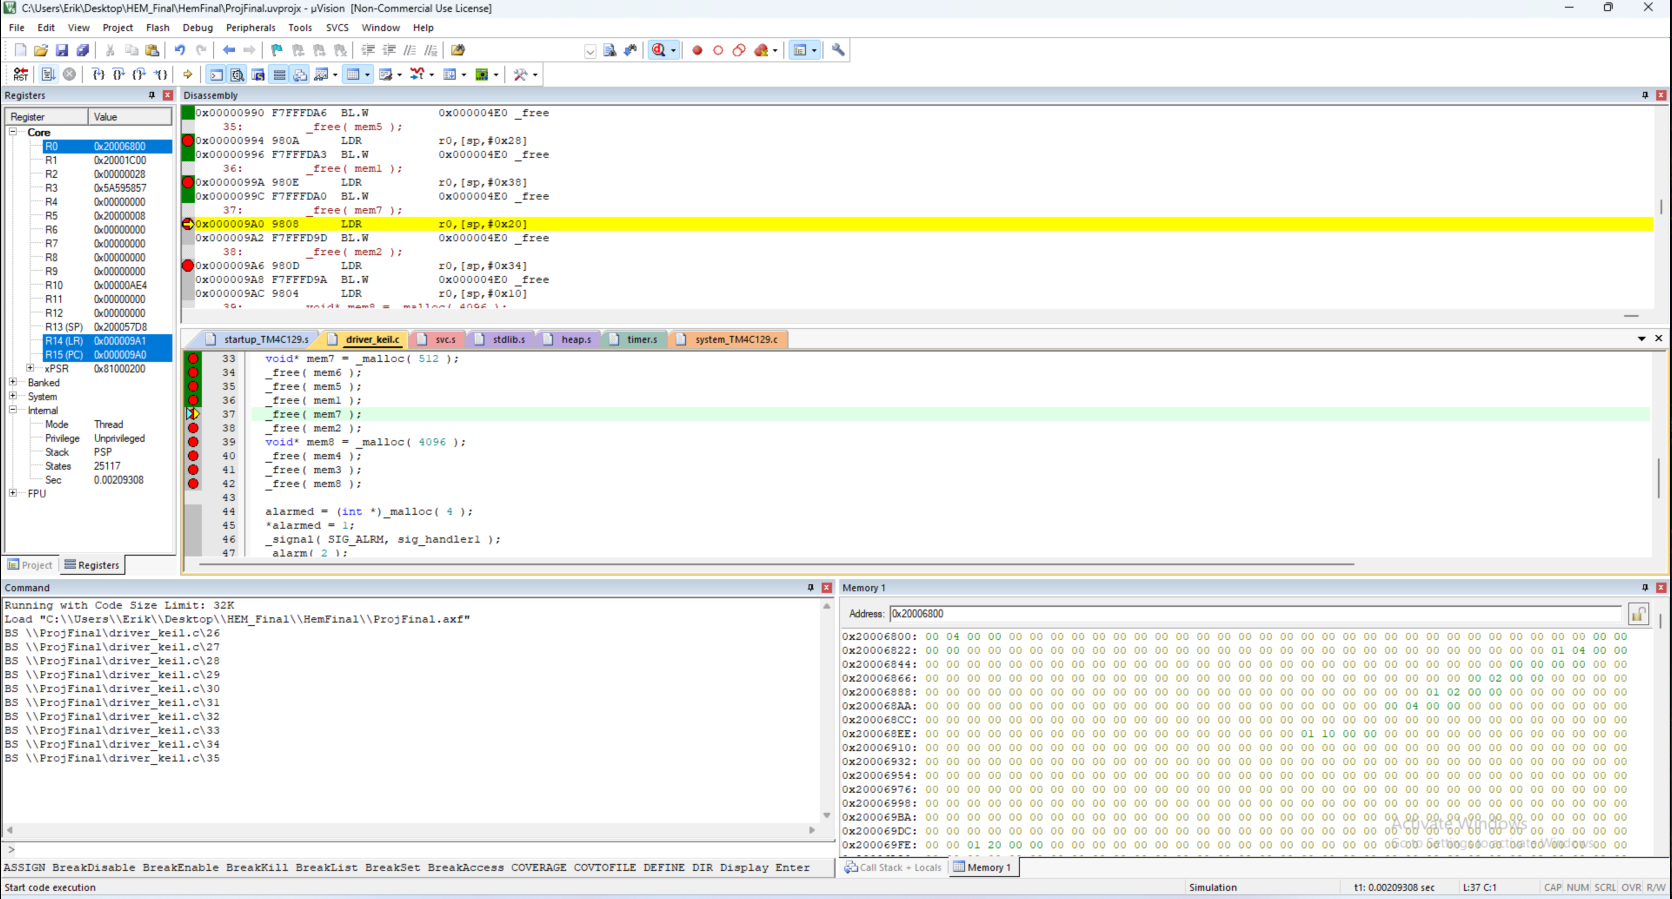 C:\Users\Erik\Desktop\HEM_Final\HemFinal\ProjFinal.uvprojx - µVision [Non-Commercial Use License]
File Edit View Project Flash Debug Peripherals Tools SVCS Window Help
Registers
Register Value
Core
R0 0x20006800
R1 0x20001C00
R2 0x00000028
R3 0x5A595857
R4 0x00000000
R5 0x20000008
R6 0x00000000
R7 0x00000000
R8 0x00000000
R9 0x00000000
R10 0x00000AE4
R11 0x00000000
R12 0x00000000
R13 (SP) 0x200057D8
R14 (LR) 0x000009A1
R15 (PC) 0x000009A0
xPSR 0x81000200
Banked
System
Internal
Mode Thread
Privilege Unprivileged
Stack PSP
States 25117
Sec 0.00209308
FPU
Project Registers
Disassembly
0x00000990 F7FFFDA6 BL.W 0x000004E0 _free
35: _free( mem5 );
0x00000994 980A LDR r0,[sp,#0x28]
0x00000996 F7FFFDA3 BL.W 0x000004E0 _free
36: _free( mem1 );
0x0000099A 980E LDR r0,[sp,#0x38]
0x0000099C F7FFFDA0 BL.W 0x000004E0 _free
37: _free( mem7 );
0x000009A0 9808 LDR r0,[sp,#0x20]
0x000009A2 F7FFFD9D BL.W 0x000004E0 _free
38: _free( mem2 );
0x000009A6 980D LDR r0,[sp,#0x34]
0x000009A8 F7FFFD9A BL.W 0x000004E0 _free
0x000009AC 9804 LDR r0,[sp,#0x10]
39: void* mem8 = _malloc( 4096 );
startup_TM4C129.s driver_keil.c svc.s stdlib.s heap.s timer.s system_TM4C129.c
33 void* mem7 = _malloc( 512 );
34 _free( mem6 );
35 _free( mem5 );
36 _free( mem1 );
37 _free( mem7 );
38 _free( mem2 );
39 void* mem8 = _malloc( 4096 );
40 _free( mem4 );
41 _free( mem3 );
42 _free( mem8 );
43
44 alarmed = (int *)_malloc( 4 );
45 *alarmed = 1;
46 _signal( SIG_ALRM, sig_handler1 );
47 _alarm( 2 );
Command
Running with Code Size Limit: 32K
Load "C:\\Users\\Erik\\Desktop\\HEM_Final\\HemFinal\\ProjFinal.axf"
BS \\ProjFinal\driver_keil.c\26
BS \\ProjFinal\driver_keil.c\27
BS \\ProjFinal\driver_keil.c\28
BS \\ProjFinal\driver_keil.c\29
BS \\ProjFinal\driver_keil.c\30
BS \\ProjFinal\driver_keil.c\31
BS \\ProjFinal\driver_keil.c\32
BS \\ProjFinal\driver_keil.c\33
BS \\ProjFinal\driver_keil.c\34
BS \\ProjFinal\driver_keil.c\35
>
ASSIGN BreakDisable BreakEnable BreakKill BreakList BreakSet BreakAccess COVERAGE COVTOFILE DEFINE DIR Display Enter
Memory 1
Address: 0x20006800
0x20006800: 00 04 00 00 00 00 00 00 00 00 00 00 00 00 00 00 00 00 00 00 00 00 00 00 00 00 00 00 00 00 00 00 00 00
0x20006822: 00 00 00 00 00 00 00 00 00 00 00 00 00 00 00 00 00 00 00 00 00 00 00 00 00 00 00 00 00 00 01 04 00 00
0x20006844: 00 00 00 00 00 00 00 00 00 00 00 00 00 00 00 00 00 00 00 00 00 00 00 00 00 00 00 00 00 00 00 00 00 00
0x20006866: 00 00 00 00 00 00 00 00 00 00 00 00 00 00 00 00 00 00 00 00 00 00 00 00 00 00 00 02 00 00 00 00 00 00
0x20006888: 00 00 00 00 00 00 00 00 00 00 00 00 00 00 00 00 00 00 00 00 00 00 00 00 01 02 00 00 00 00 00 00 00 00
0x200068AA: 00 00 00 00 00 00 00 00 00 00 00 00 00 00 00 00 00 00 00 00 00 00 00 04 00 00 00 00 00 00 00 00 00 00
0x200068CC: 00 00 00 00 00 00 00 00 00 00 00 00 00 00 00 00 00 00 00 00 00 00 00 00 00 00 00 00 00 00 00 00 00 00
0x200068EE: 00 00 00 00 00 00 00 00 00 00 00 00 00 00 00 00 00 00 01 10 00 00 00 00 00 00 00 00 00 00 00 00 00 00
0x20006910: 00 00 00 00 00 00 00 00 00 00 00 00 00 00 00 00 00 00 00 00 00 00 00 00 00 00 00 00 00 00 00 00 00 00
0x20006932: 00 00 00 00 00 00 00 00 00 00 00 00 00 00 00 00 00 00 00 00 00 00 00 00 00 00 00 00 00 00 00 00 00 00
0x20006954: 00 00 00 00 00 00 00 00 00 00 00 00 00 00 00 00 00 00 00 00 00 00 00 00 00 00 00 00 00 00 00 00 00 00
0x20006976: 00 00 00 00 00 00 00 00 00 00 00 00 00 00 00 00 00 00 00 00 00 00 00 00 00 00 00 00 00 00 00 00 00 00
0x20006998: 00 00 00 00 00 00 00 00 00 00 00 00 00 00 00 00 00 00 00 00 00 00 00 00 00 00 00 00 00 00 00 00 00 00
0x200069BA: 00 00 00 00 00 00 00 00 00 00 00 00 00 00 00 00 00 00 00 00 00 00 00 00 00 00 00 00 00 00 00 00 00 00
0x200069DC: 00 00 00 00 00 00 00 00 00 00 00 00 00 00 00 00 00 00 00 00 00 00 00 00 00 00 00 00 00 00 00 00 00 00
0x200069FE: 00 00 01 20 00 00 00 00 00 00 00 00 00 00 00 00 00 00 00 00 00 00 00 00 00 00 00 00 00 00 00 00 00 00
Activate Windows
Go to Settings to activate Windows.
Call Stack + Locals Memory 1
Start code execution
Simulation t1: 0.00209308 sec L:37 C:1 CAP NUM SCRL OVR R/W